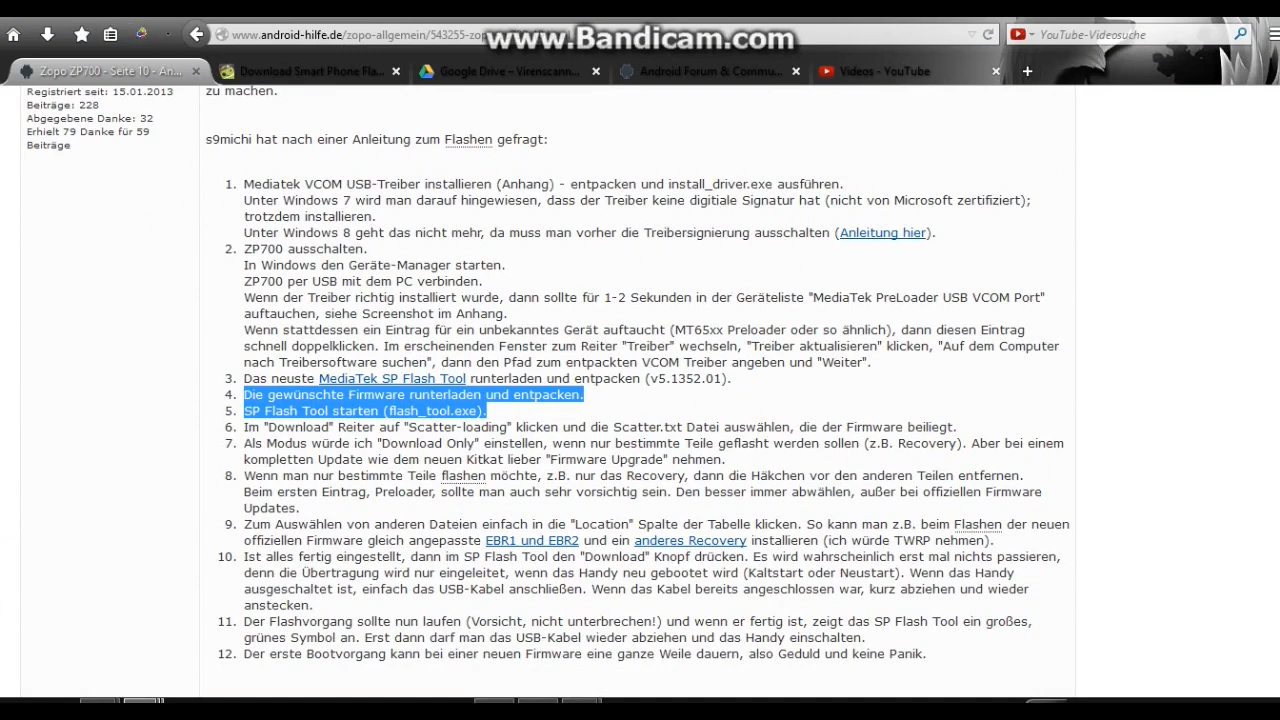 www.android-hilfe.de/zopo-allgemein/543255-zop
www.Bandicam.com
YouTube-Videosuche
Zopo ZP700 - Seite 10 - An...
Download Smart Phone Fla...
Google Drive – Virenscann...
Android Forum & Commu...
Videos - YouTube
Registriert seit: 15.01.2013
Beiträge: 228
Abgegebene Danke: 32
Erhielt 79 Danke für 59
Beiträge
zu machen.
s9michi hat nach einer Anleitung zum Flashen gefragt:
1. Mediatek VCOM USB-Treiber installieren (Anhang) - entpacken und install_driver.exe ausführen.
Unter Windows 7 wird man darauf hingewiesen, dass der Treiber keine digitiale Signatur hat (nicht von Microsoft zertifiziert);
trotzdem installieren.
Unter Windows 8 geht das nicht mehr, da muss man vorher die Treibersignierung ausschalten (Anleitung hier).
2. ZP700 ausschalten.
In Windows den Geräte-Manager starten.
ZP700 per USB mit dem PC verbinden.
Wenn der Treiber richtig installiert wurde, dann sollte für 1-2 Sekunden in der Geräteliste "MediaTek PreLoader USB VCOM Port"
auftauchen, siehe Screenshot im Anhang.
Wenn stattdessen ein Eintrag für ein unbekanntes Gerät auftaucht (MT65xx Preloader oder so ähnlich), dann diesen Eintrag
schnell doppelklicken. Im erscheinenden Fenster zum Reiter "Treiber" wechseln, "Treiber aktualisieren" klicken, "Auf dem Computer
nach Treibersoftware suchen", dann den Pfad zum entpackten VCOM Treiber angeben und "Weiter".
3. Das neuste MediaTek SP Flash Tool runterladen und entpacken (v5.1352.01).
4. Die gewünschte Firmware runterladen und entpacken.
5. SP Flash Tool starten (flash_tool.exe).
6. Im "Download" Reiter auf "Scatter-loading" klicken und die Scatter.txt Datei auswählen, die der Firmware beiliegt.
7. Als Modus würde ich "Download Only" einstellen, wenn nur bestimmte Teile geflasht werden sollen (z.B. Recovery). Aber bei einem
kompletten Update wie dem neuen Kitkat lieber "Firmware Upgrade" nehmen.
8. Wenn man nur bestimmte Teile flashen möchte, z.B. nur das Recovery, dann die Häkchen vor den anderen Teilen entfernen.
Beim ersten Eintrag, Preloader, sollte man auch sehr vorsichtig sein. Den besser immer abwählen, außer bei offiziellen Firmware
Updates.
9. Zum Auswählen von anderen Dateien einfach in die "Location" Spalte der Tabelle klicken. So kann man z.B. beim Flashen der neuen
offiziellen Firmware gleich angepasste EBR1 und EBR2 und ein anderes Recovery installieren (ich würde TWRP nehmen).
10. Ist alles fertig eingestellt, dann im SP Flash Tool den "Download" Knopf drücken. Es wird wahrscheinlich erst mal nichts passieren,
denn die Übertragung wird nur eingeleitet, wenn das Handy neu gebootet wird (Kaltstart oder Neustart). Wenn das Handy
ausgeschaltet ist, einfach das USB-Kabel anschließen. Wenn das Kabel bereits angeschlossen war, kurz abziehen und wieder
anstecken.
11. Der Flashvorgang sollte nun laufen (Vorsicht, nicht unterbrechen!) und wenn er fertig ist, zeigt das SP Flash Tool ein großes,
grünes Symbol an. Erst dann darf man das USB-Kabel wieder abziehen und das Handy einschalten.
12. Der erste Bootvorgang kann bei einer neuen Firmware eine ganze Weile dauern, also Geduld und keine Panik.